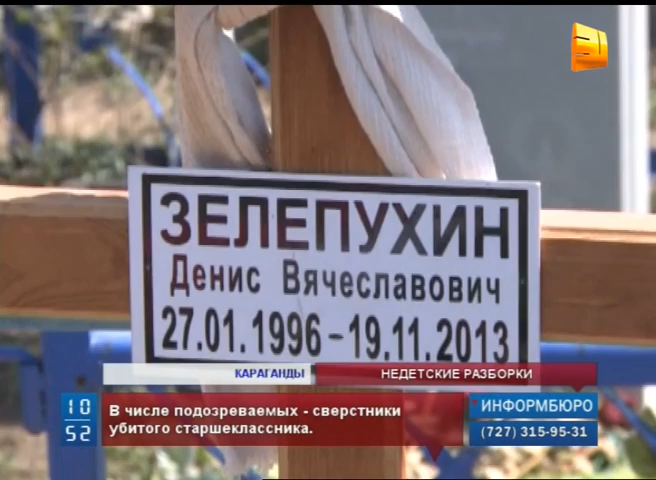 ЗЕЛЕПУХИН
Денис Вячеславович
27.01.1996-19.11.2013
КАРАГАНДЫ
НЕДЕТСКИЕ РАЗБОРКИ
10
52
В числе подозреваемых - сверстники
убитого старшеклассника.
ИНФОРМБЮРО
(727) 315-95-31
31